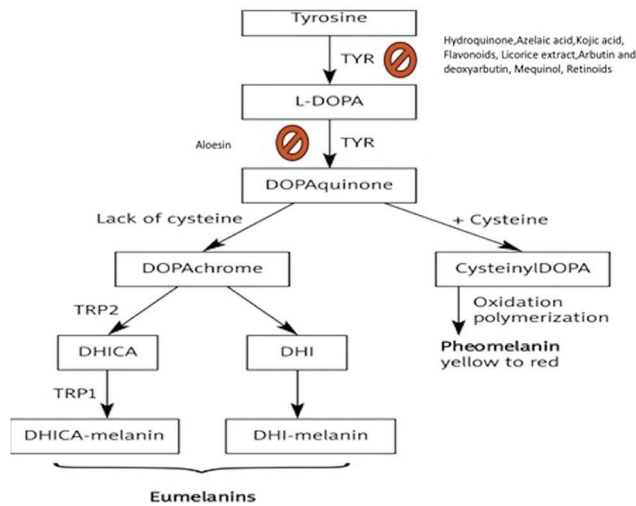 Tyrosine
TYR
Hydroquinone,Azelaic acid,Kojic acid,
Flavonoids, Licorice extract,Arbutin and
deoxyarbutin, Mequinol, Retinoids
L-DOPA
Aloesin
TYR
DOPAquinone
Lack of cysteine
+ Cysteine
DOPAchrome
CysteinylDOPA
TRP2
Oxidation
polymerization
DHICA
DHI
Pheomelanin
yellow to red
TRP1
DHICA-melanin
DHI-melanin
Eumelanins